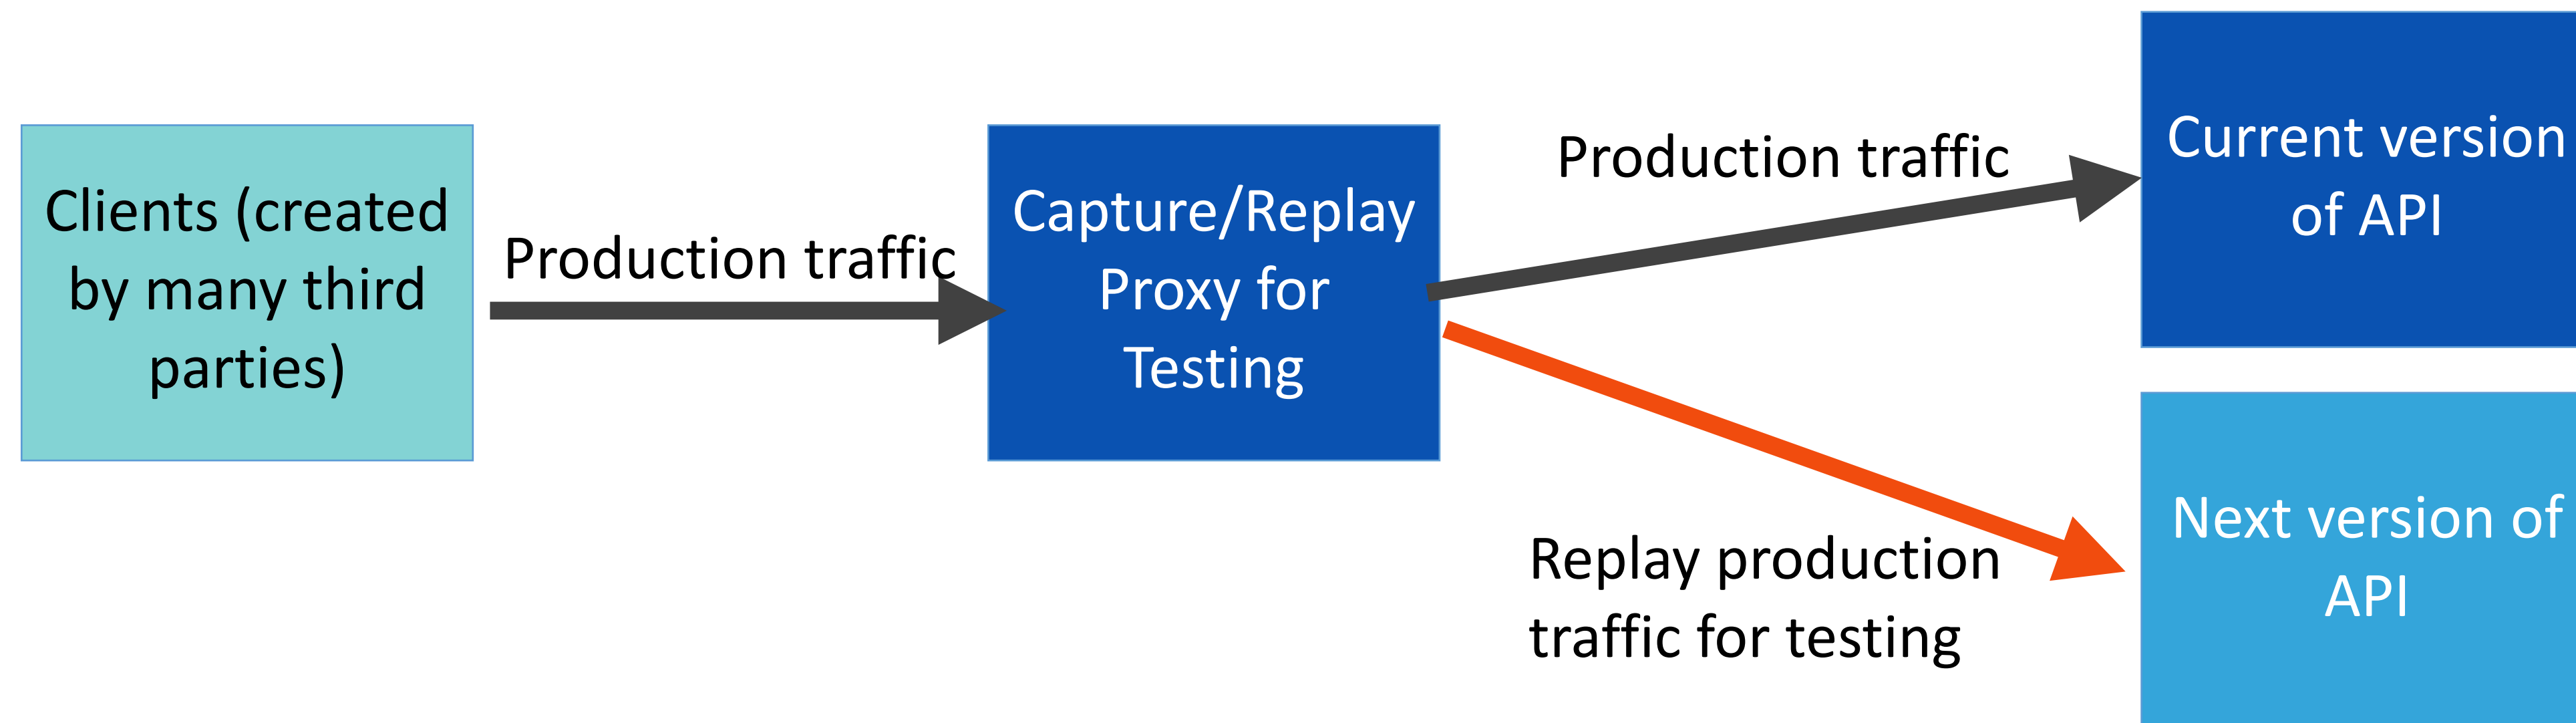 Clients (created
by many third
parties)
Production traffic
Capture/Replay
Proxy for
Testing
Production traffic
Current version
of API
Replay production
traffic for testing
Next version of
API